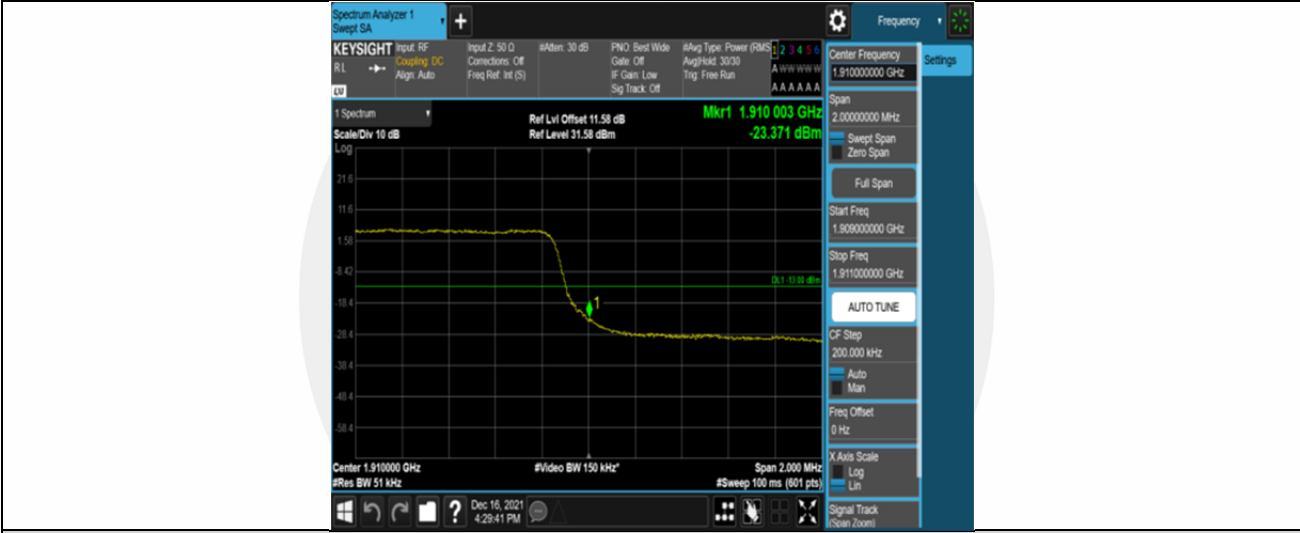 Spectrum Analyzer 1
Swept SA
+
Frequency
KEYSIGHT
RL
Input: RF
Coupling: DC
Align: Auto
Input Z: 50 Ω
Corrections: Off
Freq Ref: Int (S)
#Atten: 30 dB
PNO: Best Wide
Gate: Off
IF Gain: Low
Sig Track: Off
#Avg Type: Power (RMS
Avg|Hold: 30/30
Trig: Free Run
1 2 3 4 5 6
A W W W W W
A A A A A A
Center Frequency
1.910000000 GHz
Settings
1 Spectrum
Scale/Div 10 dB
Log
Ref Lvl Offset 11.58 dB
Ref Level 31.58 dBm
Mkr1 1.910 003 GHz
-23.371 dBm
21.6
11.6
1.58
-8.42
-18.4
-28.4
-38.4
-48.4
-58.4
DL1 -13.00 dBm
1
Center 1.910000 GHz
#Res BW 51 kHz
#Video BW 150 kHz*
Span 2.000 MHz
#Sweep 100 ms (601 pts)
Span
2.00000000 MHz
Swept Span
Zero Span
Full Span
Start Freq
1.909000000 GHz
Stop Freq
1.911000000 GHz
AUTO TUNE
CF Step
200.000 kHz
Auto
Man
Freq Offset
0 Hz
X Axis Scale
Log
Lin
Signal Track
(Span Zoom)
?
Dec 16, 2021
4:29:41 PM